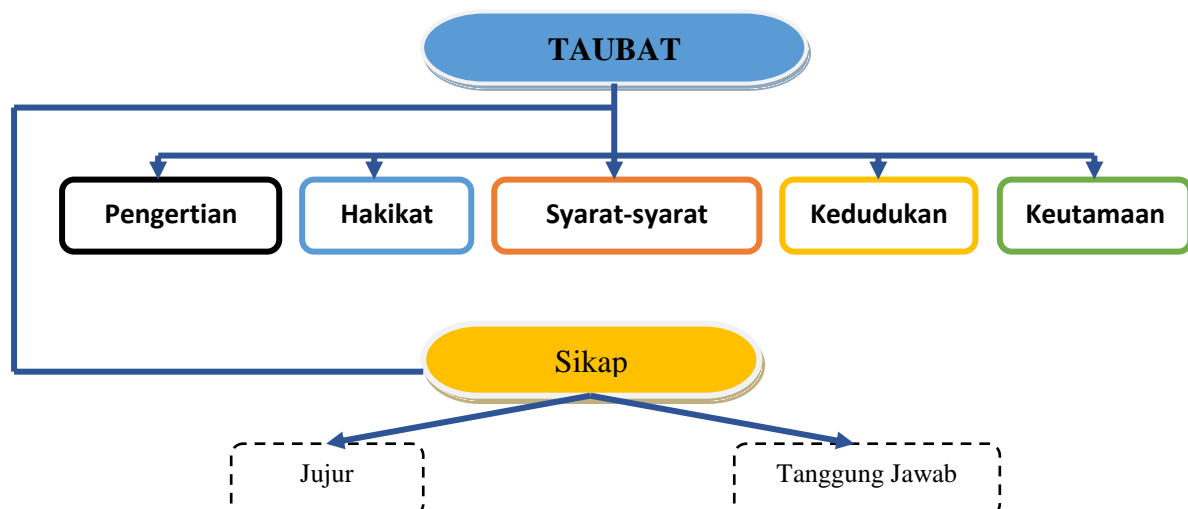 TAUBAT
Pengertian
Hakikat
Syarat-syarat
Kedudukan
Keutamaan
Sikap
Jujur
Tanggung Jawab